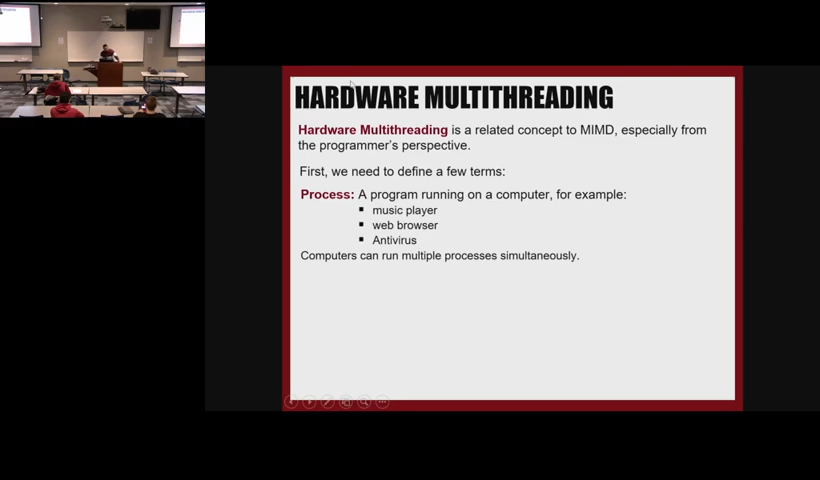 HARDWARE MULTITHREADING
Hardware Multithreading is a related concept to MIMD, especially from
the programmer's perspective.
First, we need to define a few terms:
Process: A program running on a computer, for example:
▪ music player
▪ web browser
▪ Antivirus
Computers can run multiple processes simultaneously.